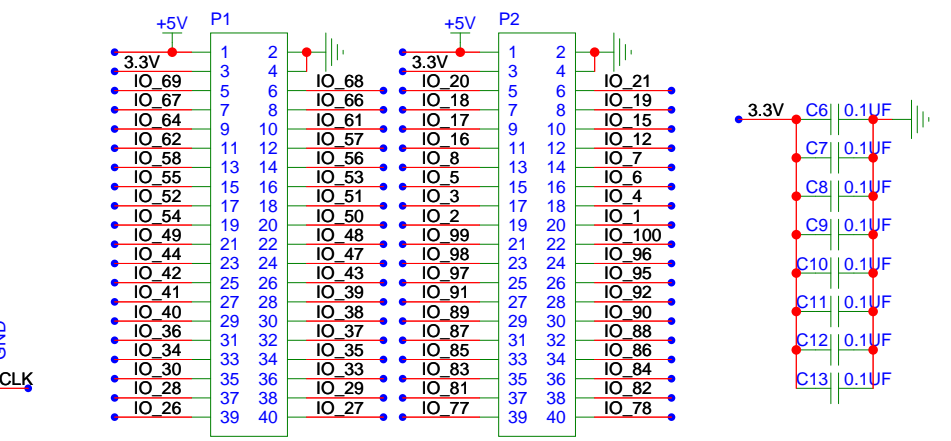 +5V P1
1 2
3.3V 3 4
IO_69 5 6 IO_68
IO_67 7 8 IO_66
IO_64 9 10 IO_61
IO_62 11 12 IO_57
IO_58 13 14 IO_56
IO_55 15 16 IO_53
IO_52 17 18 IO_51
IO_54 19 20 IO_50
IO_49 21 22 IO_48
IO_44 23 24 IO_47
IO_42 25 26 IO_43
IO_41 27 28 IO_39
IO_40 29 30 IO_38
IO_36 31 32 IO_37
IO_34 33 34 IO_35
IO_30 35 36 IO_33
IO_28 37 38 IO_29
IO_26 39 40 IO_27
+5V P2
1 2
3.3V 3 4
IO_20 5 6 IO_21
IO_18 7 8 IO_19
IO_17 9 10 IO_15
IO_16 11 12 IO_12
IO_8 13 14 IO_7
IO_5 15 16 IO_6
IO_3 17 18 IO_4
IO_2 19 20 IO_1
IO_99 21 22 IO_100
IO_98 23 24 IO_96
IO_97 25 26 IO_95
IO_91 27 28 IO_92
IO_89 29 30 IO_90
IO_87 31 32 IO_88
IO_85 33 34 IO_86
IO_83 35 36 IO_84
IO_81 37 38 IO_82
IO_77 39 40 IO_78
3.3V C6 0.1UF
C7 0.1UF
C8 0.1UF
C9 0.1UF
C10 0.1UF
C11 0.1UF
C12 0.1UF
C13 0.1UF
GND
CLK